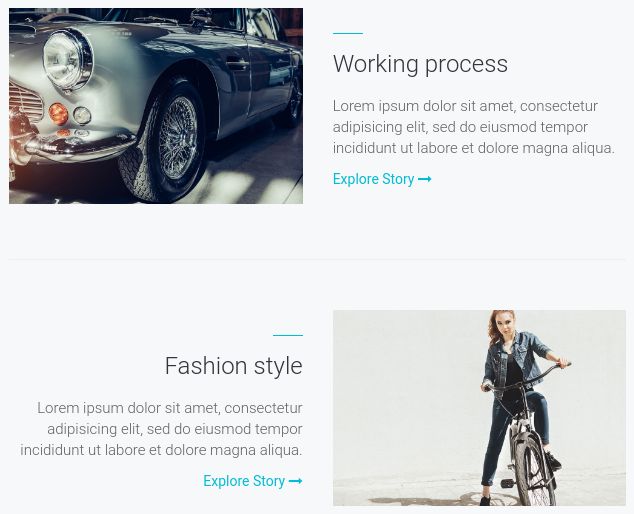 Working process
Lorem ipsum dolor sit amet, consectetur
adipisicing elit, sed do eiusmod tempor
incididunt ut labore et dolore magna aliqua.
Explore Story
Fashion style
Lorem ipsum dolor sit amet, consectetur
adipisicing elit, sed do eiusmod tempor
incididunt ut labore et dolore magna aliqua.
Explore Story